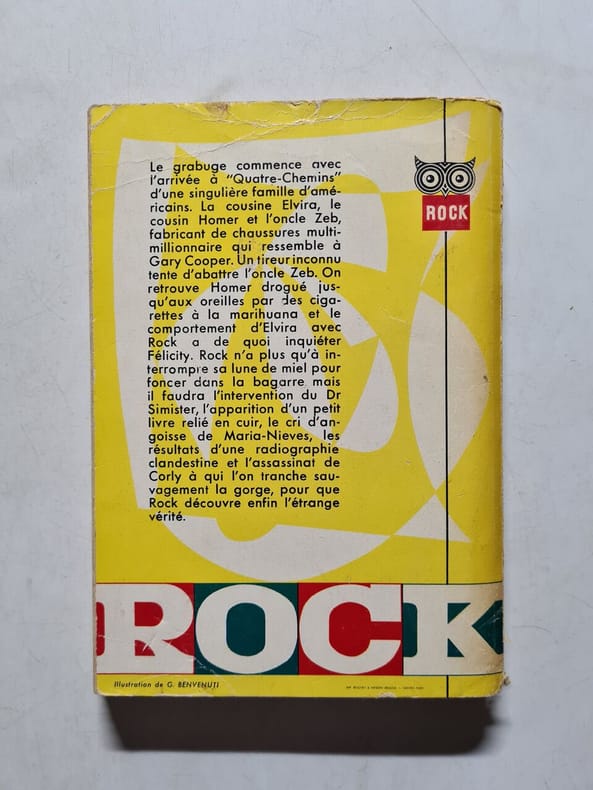 Le grabuge commence avec
l'arrivée à "Quatre-Chemins"
d'une singulière famille d'amé-
ricains. La cousine Elvira, le
cousin Homer et l'oncle Zeb,
fabricant de chaussures multi-
millionnaire qui ressemble à
Gary Cooper. Un tireur inconnu
tente d'abattre l'oncle Zeb. On
retrouve Homer drogué jus-
qu'aux oreilles par des ciga-
rettes à la marihuana et le
comportement d'Elvira avec
Rock a de quoi inquiéter
Félicity. Rock n'a plus qu'à in-
terrompre sa lune de miel pour
foncer dans la bagarre mais
il faudra l'intervention du Dr
Simister, l'apparition d'un petit
livre relié en cuir, le cri d'an-
goisse de Maria-Nieves, les
résultats d'une radiographie
clandestine et l'assassinat de
Corly à qui l'on tranche sau-
vagement la gorge, pour que
Rock découvre enfin l'étrange
vérité.
ROCK
ROCK
Illustration de G. BENVENUTI